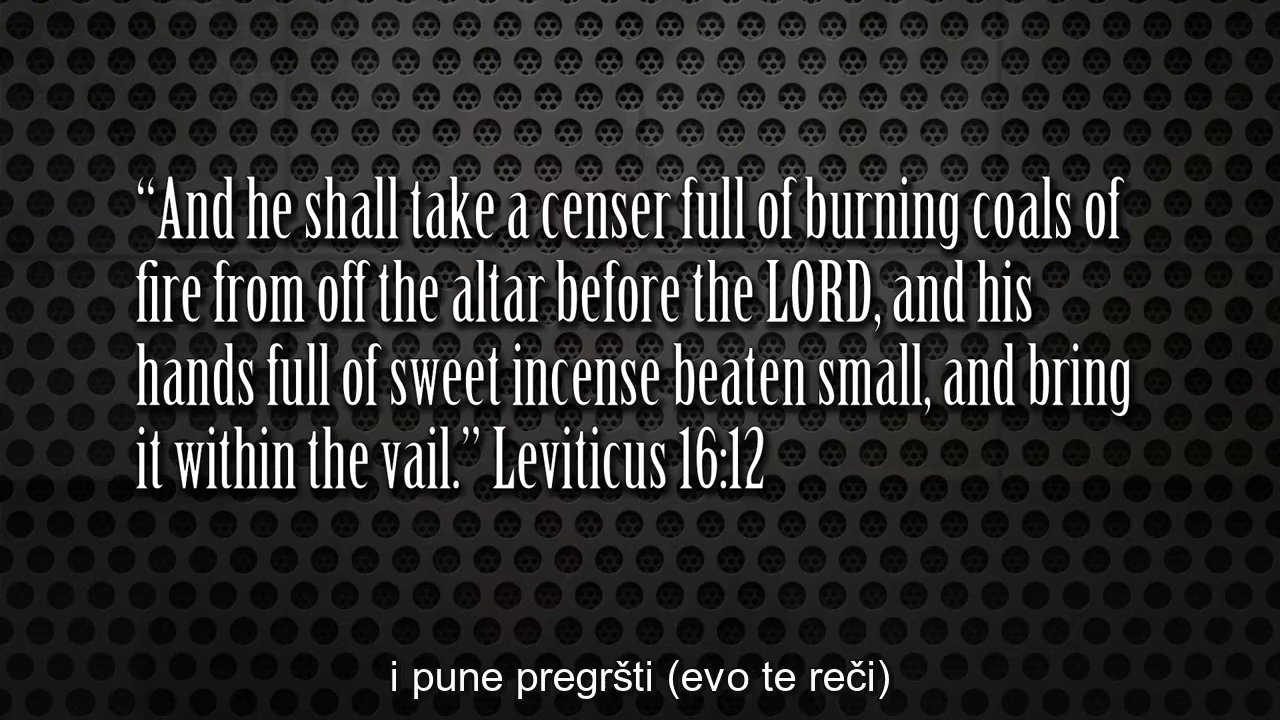 “And he shall take a censer full of burning coals of
fire from off the altar before the LORD, and his
hands full of sweet incense beaten small, and bring
it within the vail.” Leviticus 16:12
i pune pregršti (evo te reči)